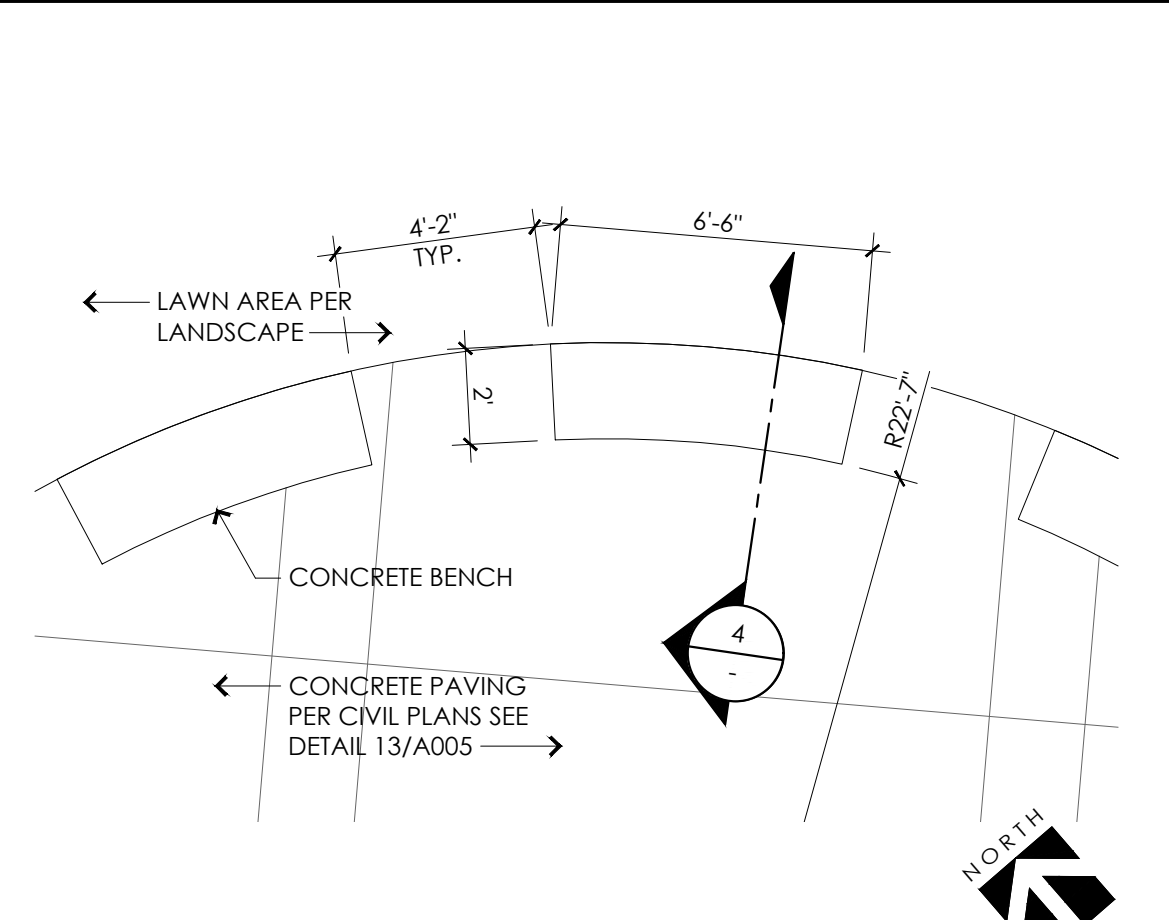 4'-2"
TYP.
6'-6"
LAWN AREA PER
LANDSCAPE
2'
R22'-7"
CONCRETE BENCH
4
-
CONCRETE PAVING
PER CIVIL PLANS SEE
DETAIL 13/A005
NORTH